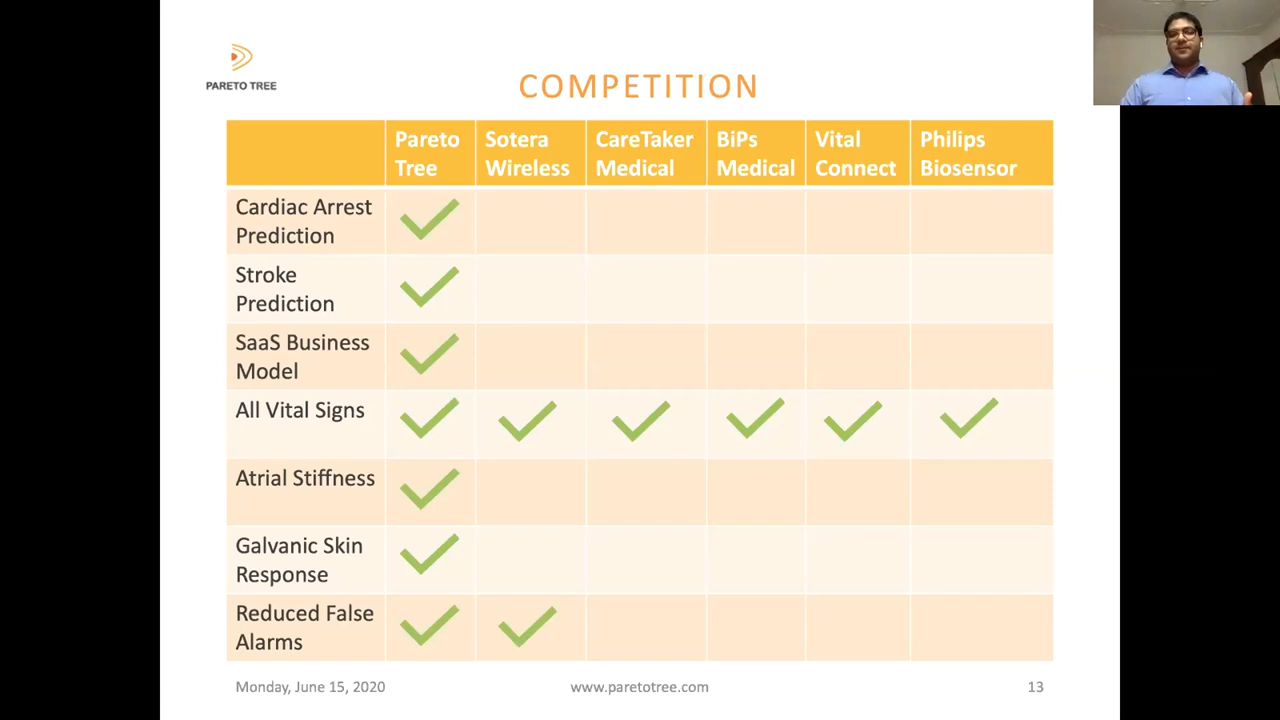 PARETO TREE
COMPETITION
Pareto Tree
Sotera Wireless
CareTaker Medical
BiPs Medical
Vital Connect
Philips Biosensor
Cardiac Arrest
Prediction
Stroke
Prediction
SaaS Business
Model
All Vital Signs
Atrial Stiffness
Galvanic Skin
Response
Reduced False
Alarms
Monday, June 15, 2020
www.paretotree.com
13